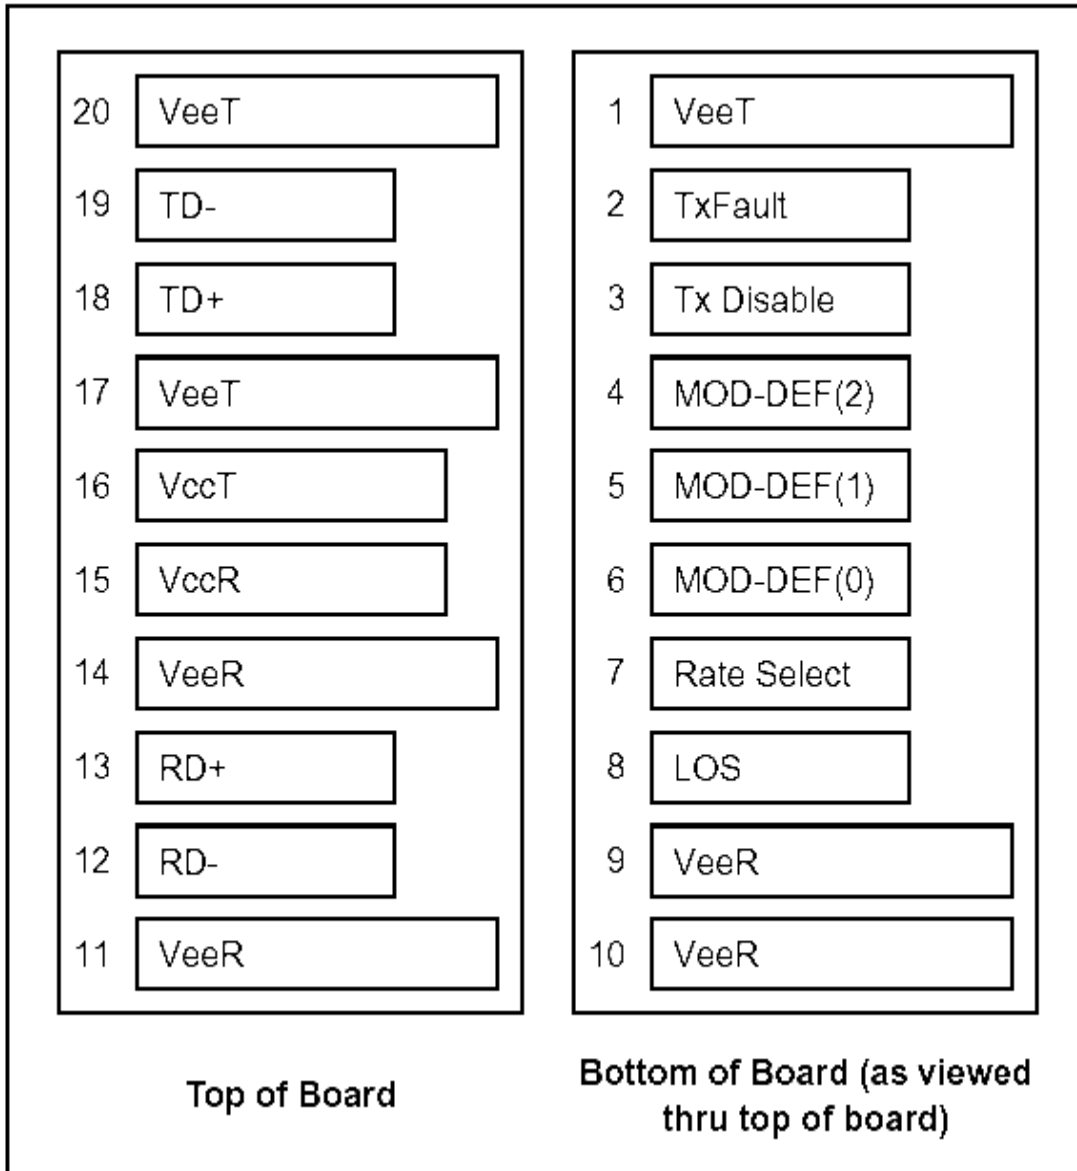 20 VeeT
19 TD-
18 TD+
17 VeeT
16 VccT
15 VccR
14 VeeR
13 RD+
12 RD-
11 VeeR
Top of Board
1 VeeT
2 TxFault
3 Tx Disable
4 MOD-DEF(2)
5 MOD-DEF(1)
6 MOD-DEF(0)
7 Rate Select
8 LOS
9 VeeR
10 VeeR
Bottom of Board (as viewed
thru top of board)